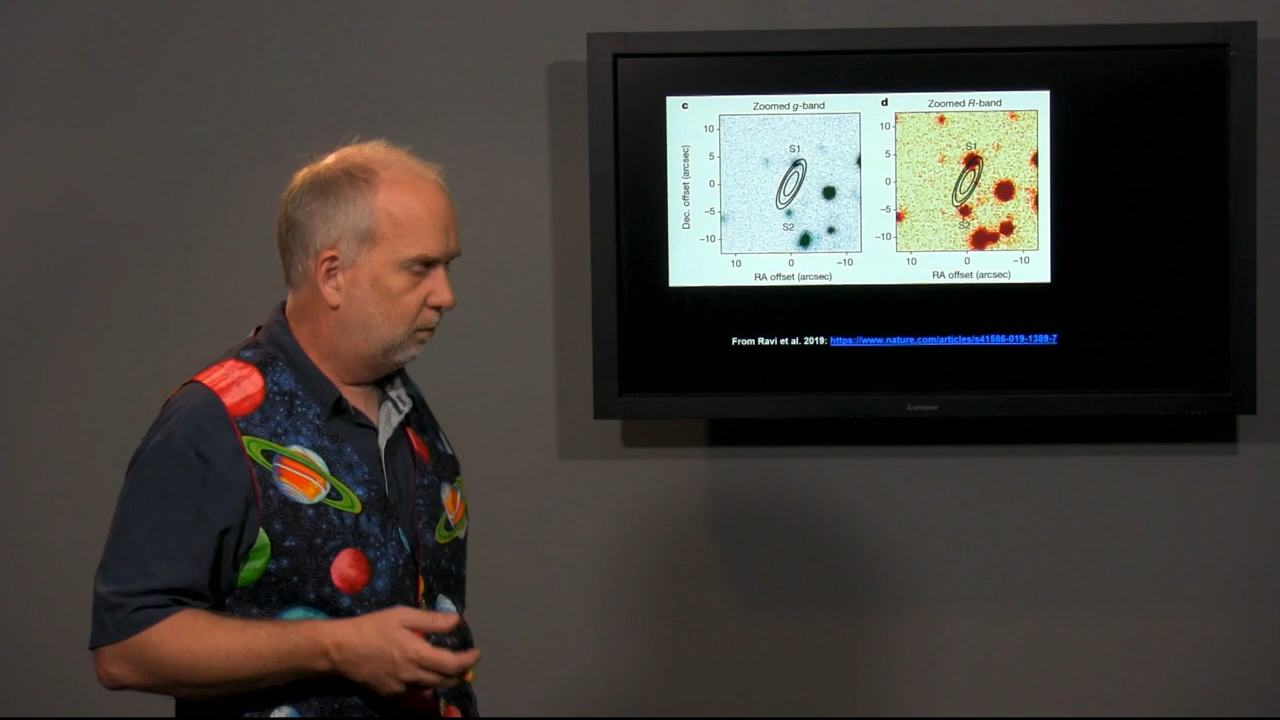 c Zoomed g-band
d Zoomed R-band
Dec. offset (arcsec)
10
5
0
−5
−10
S1
S2
10 0 −10
RA offset (arcsec)
10
5
0
−5
−10
S1
S2
10 0 −10
RA offset (arcsec)
From Ravi et al. 2019: https://www.nature.com/articles/s41586-019-1389-7
MITSUBISHI